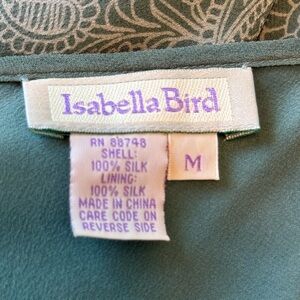 Isabella Bird
RN 88748
SHELL:
100% SILK
LINING:
100% SILK
MADE IN CHINA
CARE CODE ON
REVERSE SIDE
M